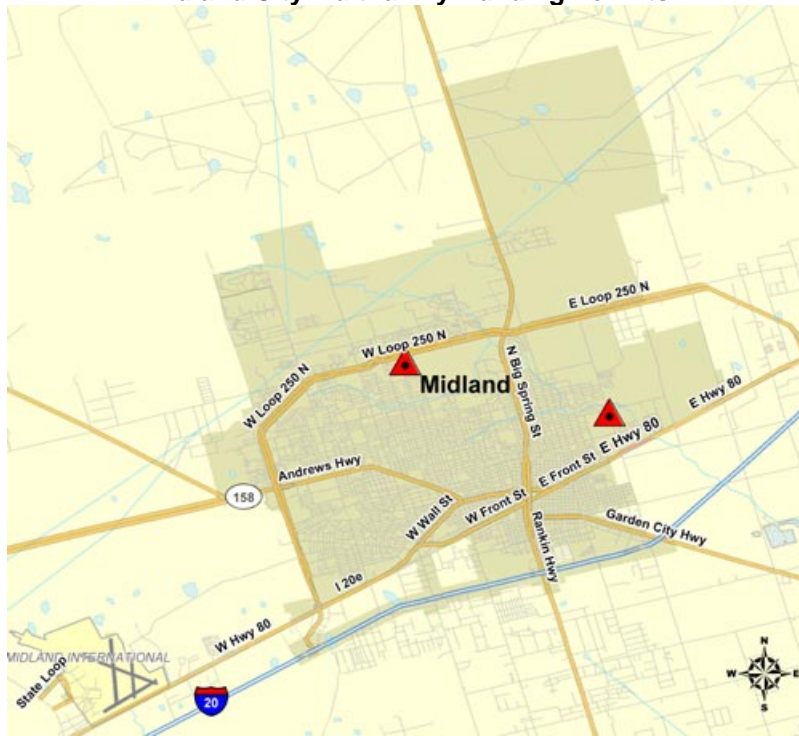 E Loop 250 N
W Loop 250 N
N Big Spring St
Midland
W Loop 250 N
E Hwy 80
E Hwy 80
Andrews Hwy
E Front St
158
W Wall St
W Front St
Rankin Hwy
Garden City Hwy
I 20e
W Hwy 80
MIDLAND INTERNATIONAL
State Loop
20
N
W
E
S